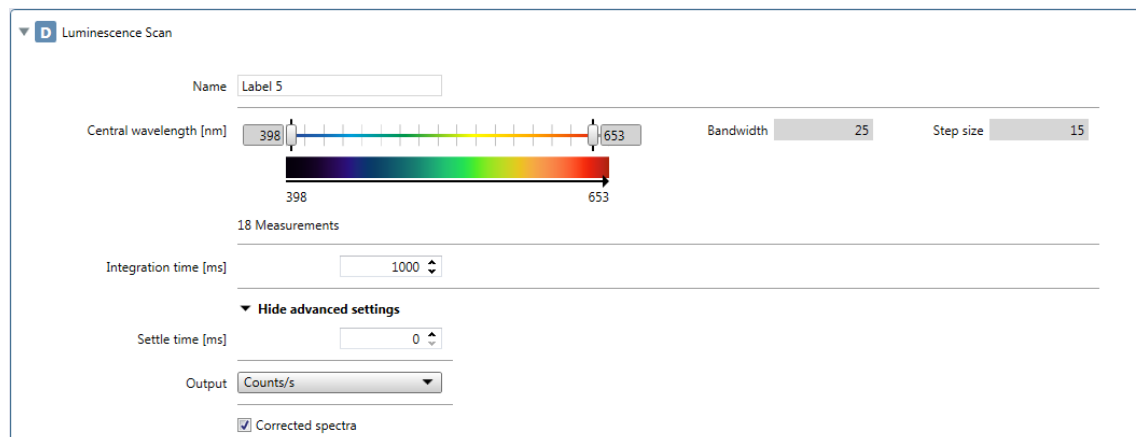 D Luminescence Scan
Name Label 5
Central wavelength [nm] 398 653 Bandwidth 25 Step size 15
398 653
18 Measurements
Integration time [ms] 1000
Hide advanced settings
Settle time [ms] 0
Output Counts/s
Corrected spectra